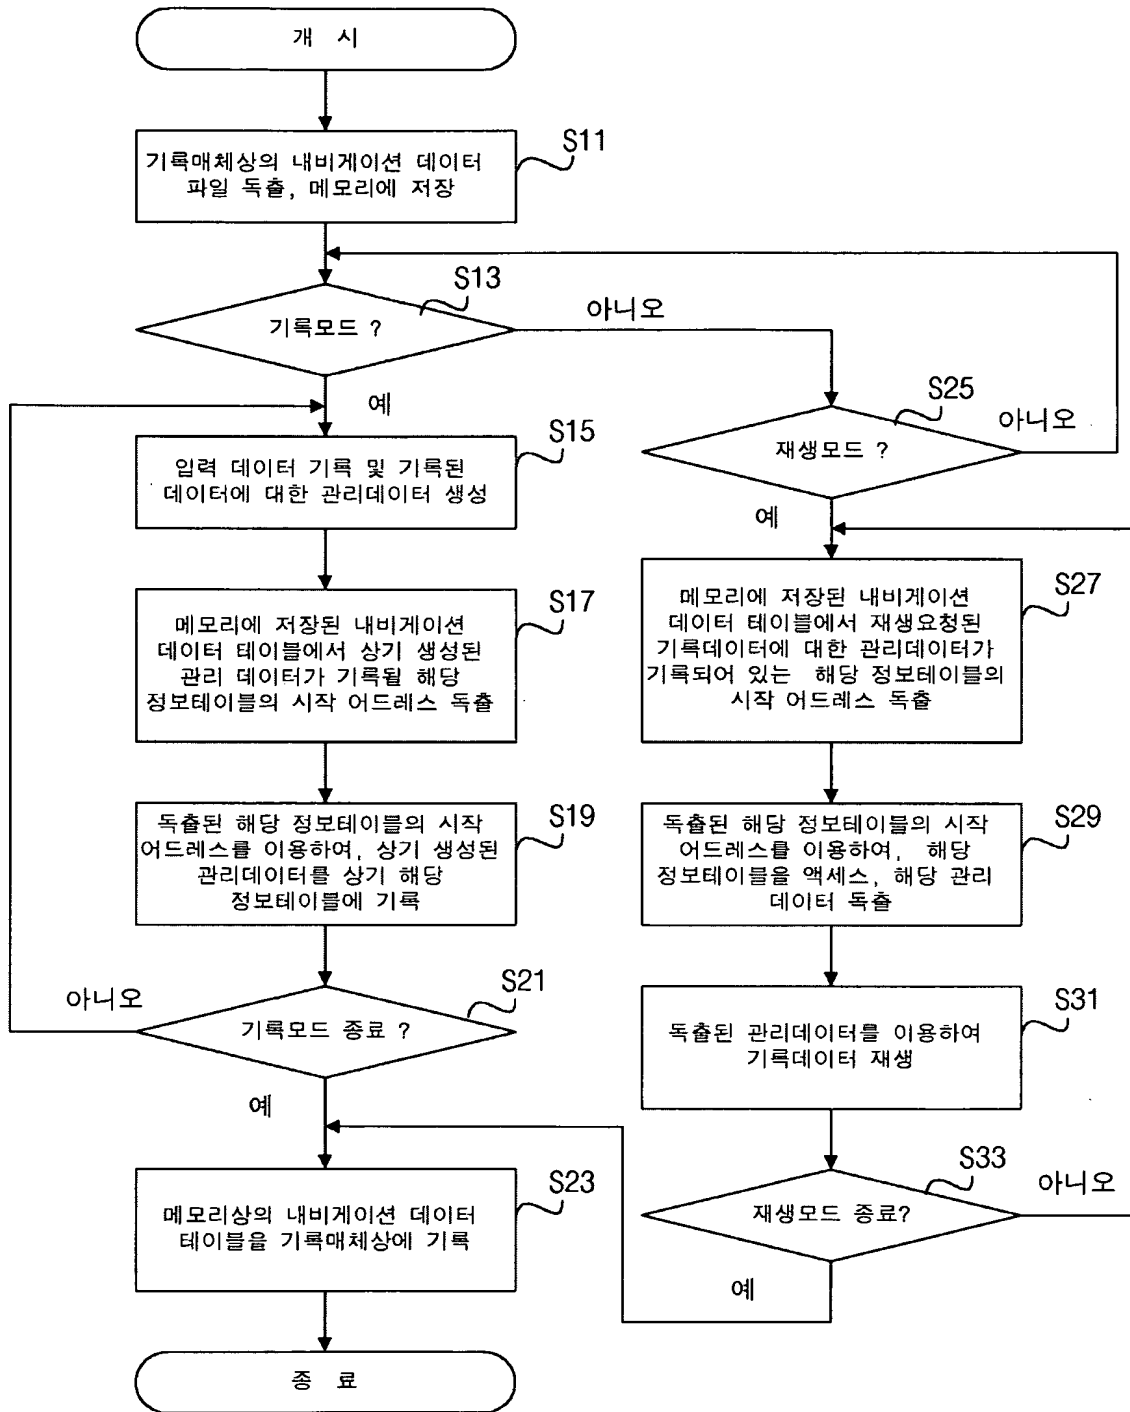 개 시
S11
기록매체상의 내비게이션 데이터
파일 독출, 메모리에 저장
S13
기록모드 ?
아니오
예
S15
입력 데이터 기록 및 기록된
데이터에 대한 관리데이터 생성
S17
메모리에 저장된 내비게이션
데이터 테이블에서 상기 생성된
관리 데이터가 기록될 해당
정보테이블의 시작 어드레스 독출
S19
독출된 해당 정보테이블의 시작
어드레스를 이용하여, 상기 생성된
관리데이터를 상기 해당
정보테이블에 기록
S21
아니오
기록모드 종료 ?
예
S23
메모리상의 내비게이션 데이터
테이블을 기록매체상에 기록
종 료
S25
재생모드 ?
아니오
예
S27
메모리에 저장된 내비게이션
데이터 테이블에서 재생요청된
기록데이터에 대한 관리데이터가
기록되어 있는 해당 정보테이블의
시작 어드레스 독출
S29
독출된 해당 정보테이블의 시작
어드레스를 이용하여, 해당
정보테이블을 액세스, 해당 관리
데이터 독출
S31
독출된 관리데이터를 이용하여
기록데이터 재생
S33
재생모드 종료?
아니오
예